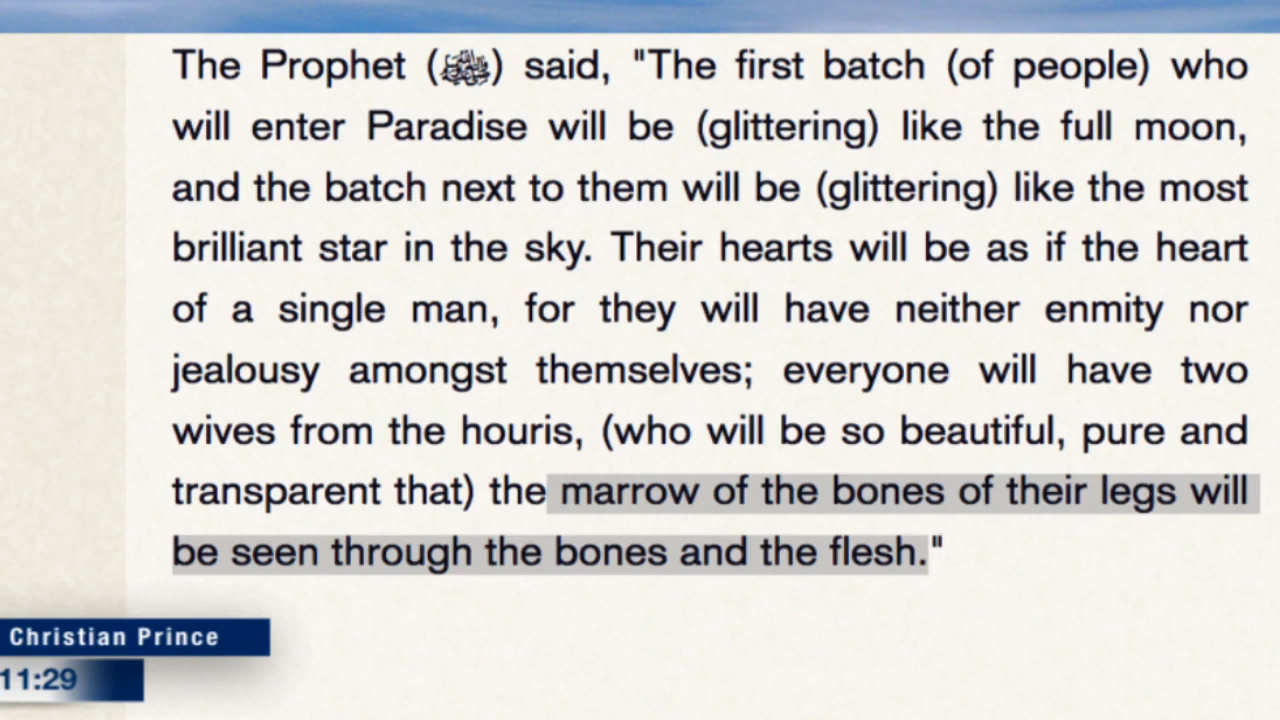 The Prophet (ﷺ) said, "The first batch (of people) who
will enter Paradise will be (glittering) like the full moon,
and the batch next to them will be (glittering) like the most
brilliant star in the sky. Their hearts will be as if the heart
of a single man, for they will have neither enmity nor
jealousy amongst themselves; everyone will have two
wives from the houris, (who will be so beautiful, pure and
transparent that) the marrow of the bones of their legs will
be seen through the bones and the flesh."
Christian Prince
11:29